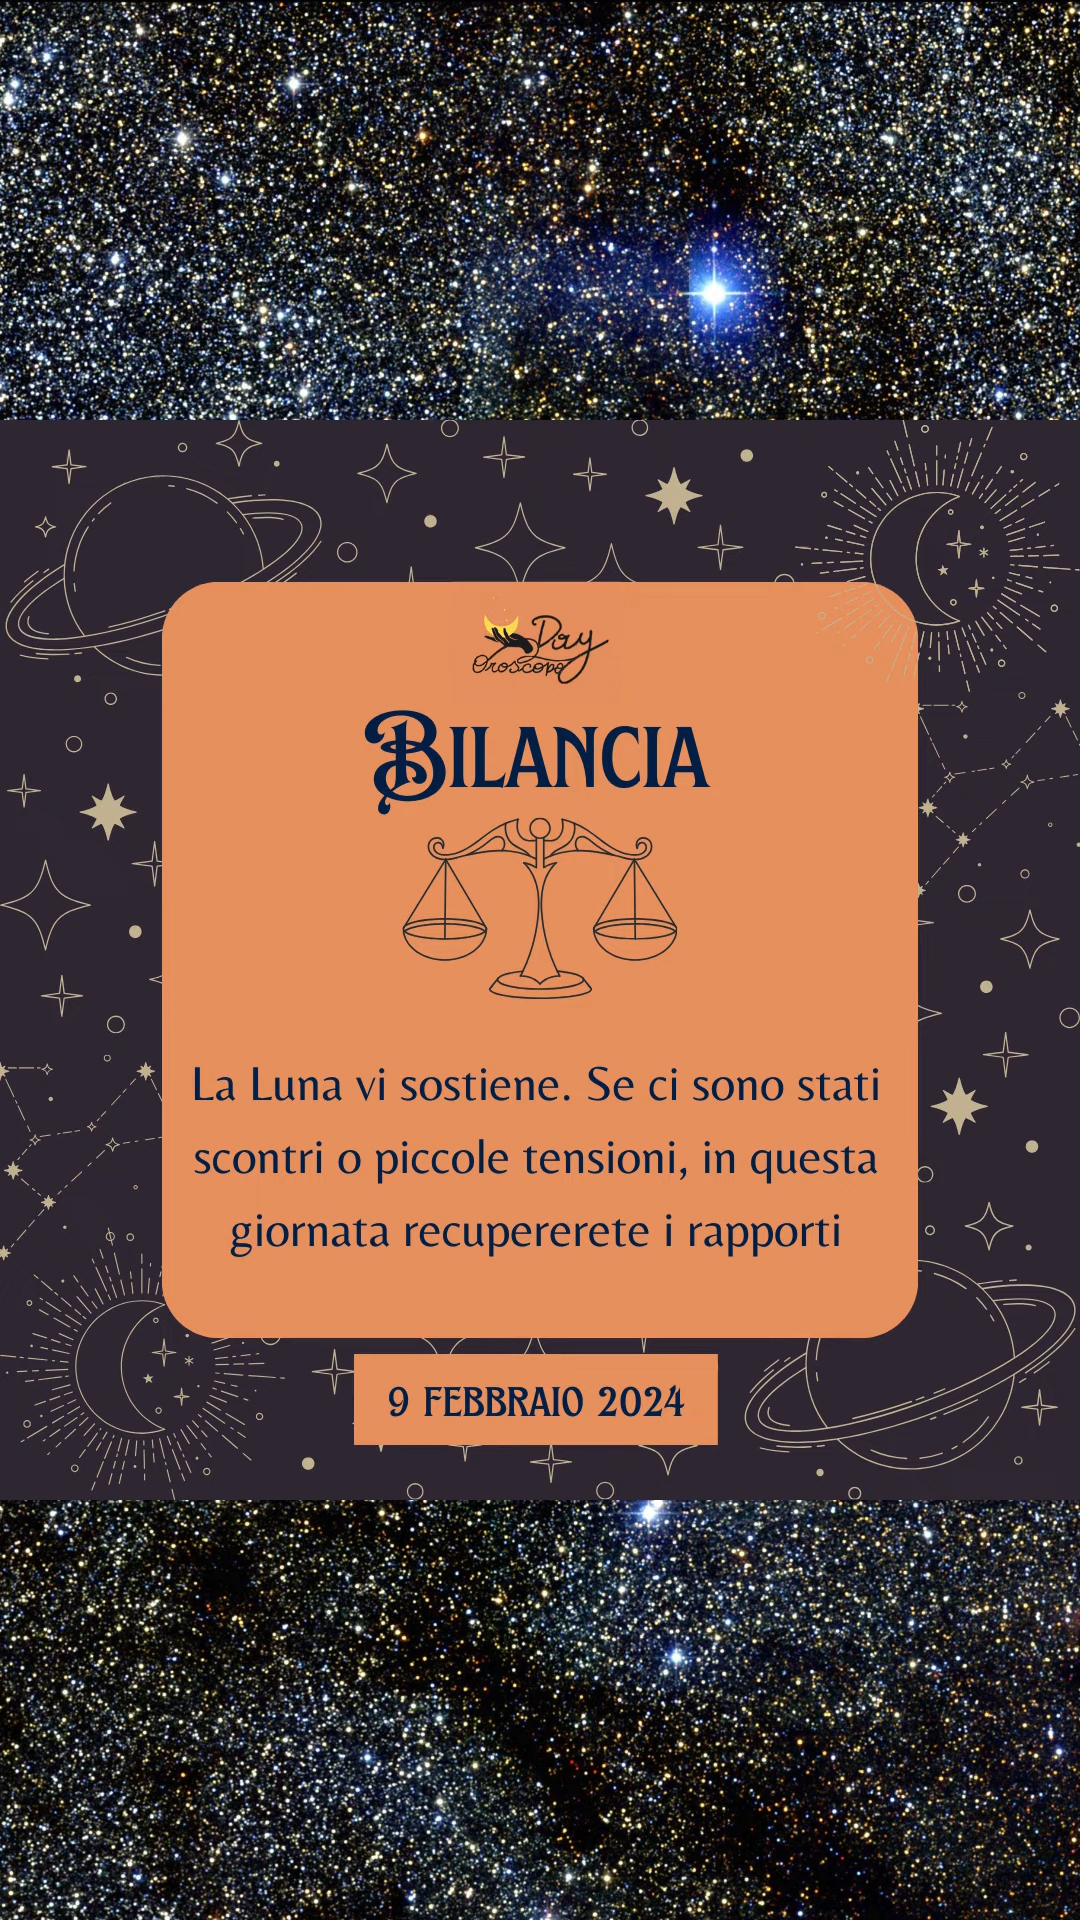 Day
Oroscopo
BILANCIA
La Luna vi sostiene. Se ci sono stati
scontri o piccole tensioni, in questa
giornata recupererete i rapporti
9 FEBBRAIO 2024